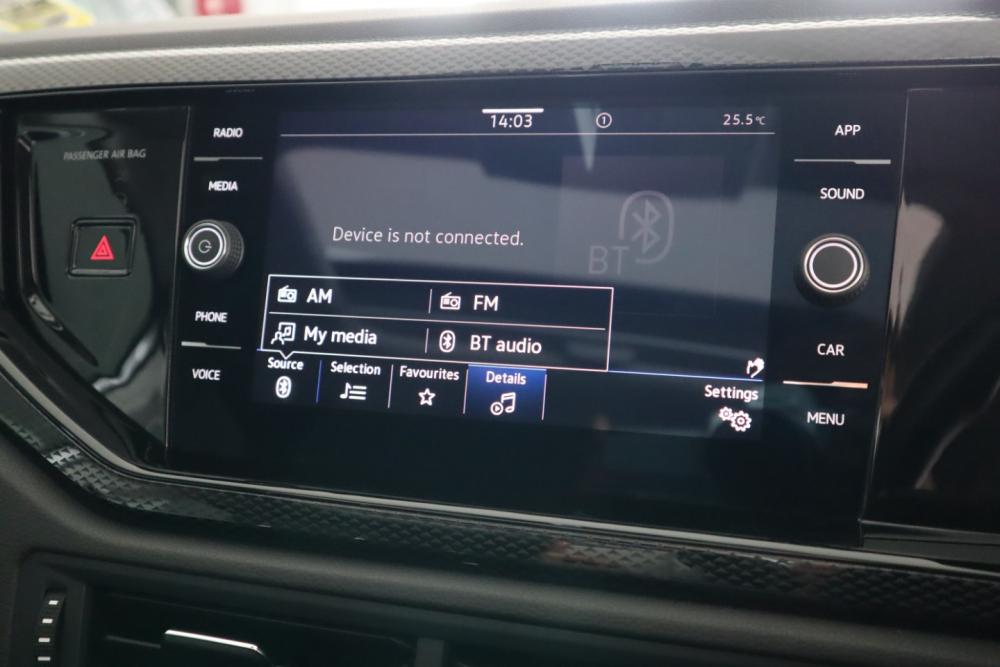 PASSENGER AIR BAG
RADIO
MEDIA
PHONE
VOICE
14:03
1
25.5°C
Device is not connected.
BT
AM
FM
My media
BT audio
Source
Selection
Favourites
Details
Settings
APP
SOUND
CAR
MENU